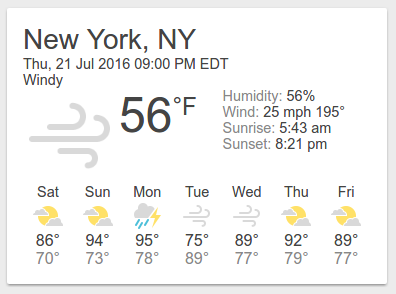 New York, NY
Thu, 21 Jul 2016 09:00 PM EDT
Windy
56°F
Humidity: 56%
Wind: 25 mph 195°
Sunrise: 5:43 am
Sunset: 8:21 pm
Sat Sun Mon Tue Wed Thu Fri
86° 94° 95° 75° 89° 92° 89°
70° 73° 78° 89° 77° 77° 77°